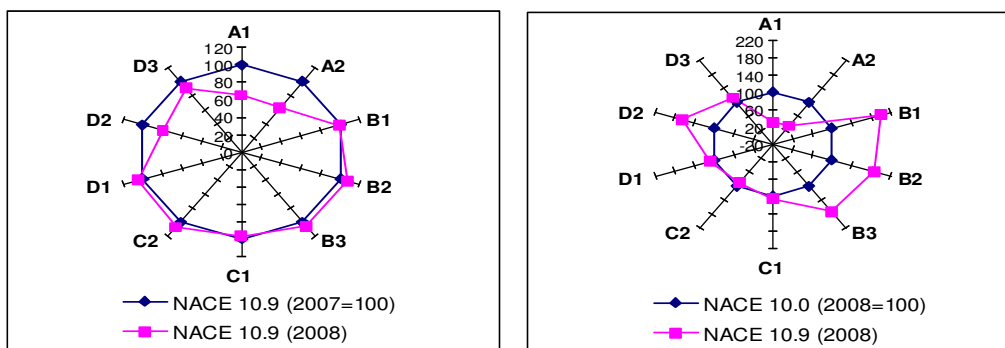 A1
120
100
80
60
40
20
0
A2
B1
B2
B3
C1
C2
D1
D2
D3
NACE 10.9 (2007=100)
NACE 10.9 (2008)
A1
220
180
140
100
60
20
-20
A2
B1
B2
B3
C1
C2
D1
D2
D3
NACE 10.0 (2008=100)
NACE 10.9 (2008)